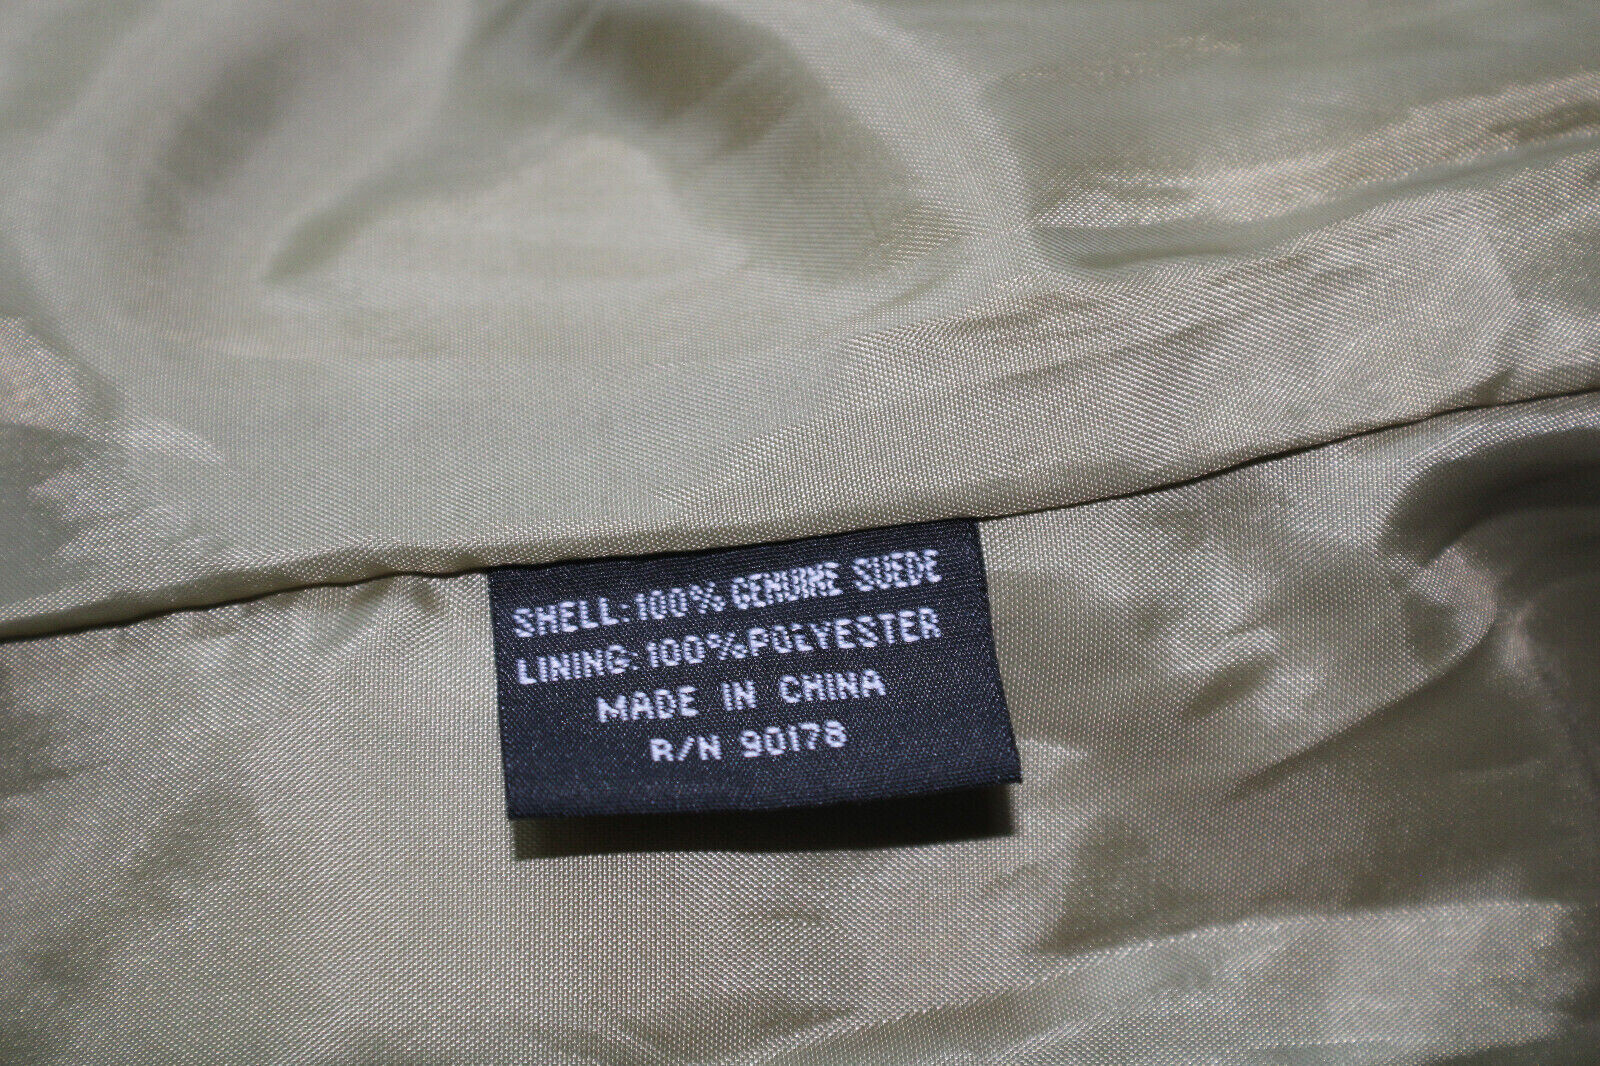 SHELL:100% GENUINE SUEDE
LINING:100%POLYESTER
MADE IN CHINA
R/N 90178